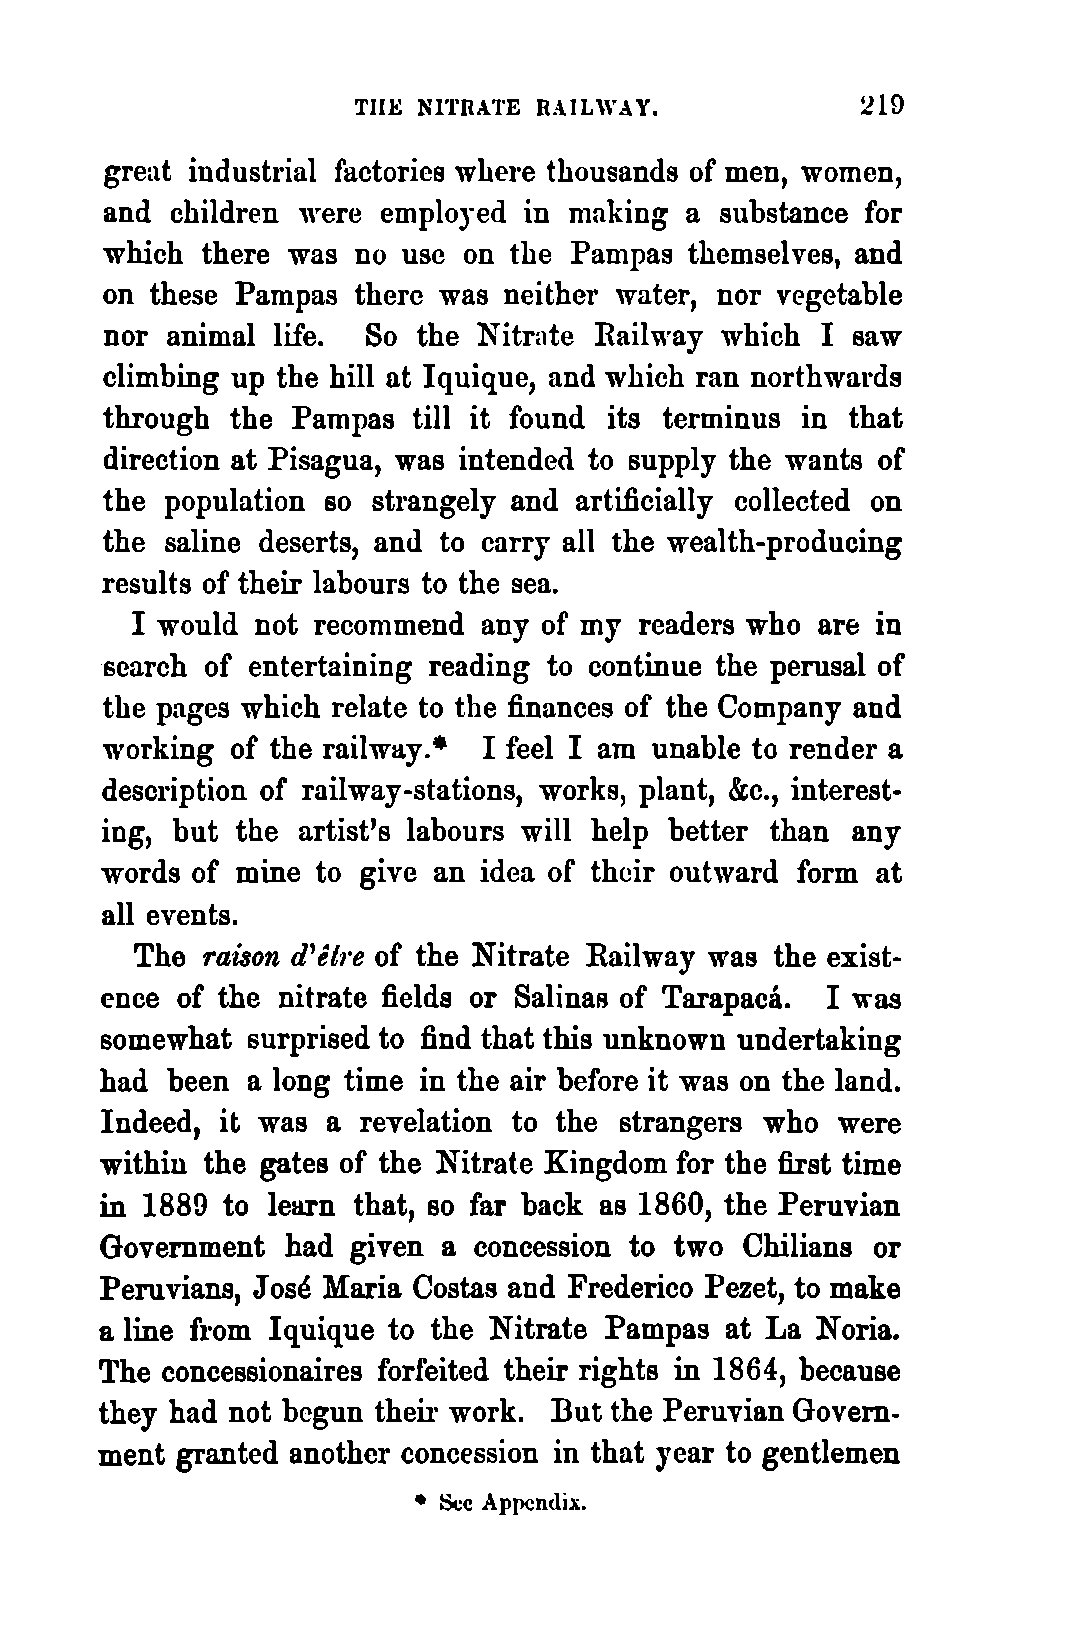 THE NITRATE RAILWAY. 219
great industrial factories where thousands of men, women,
and children were employed in making a substance for
which there was no use on the Pampas themselves, and
on these Pampas there was neither water, nor vegetable
nor animal life. So the Nitrate Railway which I saw
climbing up the hill at Iquique, and which ran northwards
through the Pampas till it found its terminus in that
direction at Pisagua, was intended to supply the wants of
the population so strangely and artificially collected on
the saline deserts, and to carry all the wealth-producing
results of their labours to the sea.
I would not recommend any of my readers who are in
search of entertaining reading to continue the perusal of
the pages which relate to the finances of the Company and
working of the railway.* I feel I am unable to render a
description of railway-stations, works, plant, &c., interest-
ing, but the artist's labours will help better than any
words of mine to give an idea of their outward form at
all events.
The raison d'être of the Nitrate Railway was the exist-
ence of the nitrate fields or Salinas of Tarapacá. I was
somewhat surprised to find that this unknown undertaking
had been a long time in the air before it was on the land.
Indeed, it was a revelation to the strangers who were
within the gates of the Nitrate Kingdom for the first time
in 1889 to learn that, so far back as 1860, the Peruvian
Government had given a concession to two Chilians or
Peruvians, José Maria Costas and Frederico Pezet, to make
a line from Iquique to the Nitrate Pampas at La Noria.
The concessionaires forfeited their rights in 1864, because
they had not begun their work. But the Peruvian Govern-
ment granted another concession in that year to gentlemen
* See Appendix.